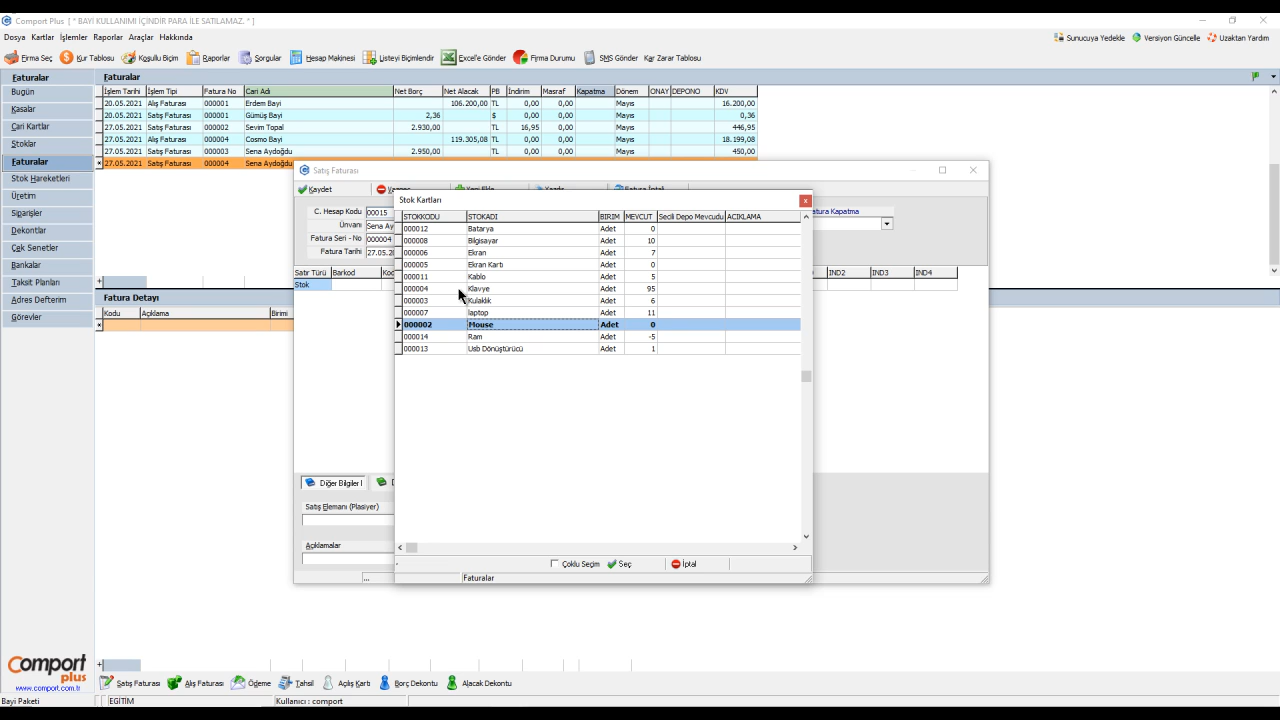 Comport Plus [ * BAYİ KULLANIMI İÇİNDİR PARA İLE SATILAMAZ. * ]
Dosya Kartlar İşlemler Raporlar Araçlar Hakkında
Sunucuya Yedekle Versiyon Güncelle Uzaktan Yardım
Firma Seç Kur Tablosu Koşullu Biçim Raporlar Sorgular Hesap Makinesi Listeyi Biçimlendir Excel'e Gönder Firma Durumu SMS Gönder Kar Zarar Tablosu
Faturalar
Bugün
Kasalar
Cari Kartlar
Stoklar
Faturalar
Stok Hareketleri
Üretim
Siparişler
Dekontlar
Çek Senetler
Bankalar
Taksit Planları
Adres Defterim
Görevler
Faturalar
İşlem Tarihi İşlem Tipi Fatura No Cari Adı Net Borç Net Alacak PB İndirim Masraf Kapatma Dönem ONAY DEPONO KDV
20.05.2021 Alış Faturası 000001 Erdem Bayi 106.200,00 TL 0,00 0,00 Mayıs 16.200,00
20.05.2021 Satış Faturası 000001 Gümüş Bayi 2,36 $ 0,00 0,00 Mayıs 0,36
27.05.2021 Satış Faturası 000002 Sevim Topal 2.930,00 TL 16,95 0,00 Mayıs 446,95
27.05.2021 Alış Faturası 000004 Cosmo Bayi 119.305,08 TL 0,00 0,00 Mayıs 18.199,08
27.05.2021 Satış Faturası 000003 Sena Aydoğdu 2.950,00 TL 0,00 0,00 Mayıs 450,00
27.05.2021 Satış Faturası 000004 Sena Aydoğdu
Fatura Detayı
Kodu Açıklama Birimi
Satış Faturası
Kaydet
C. Hesap Kodu 00015
Ünvanı Sena Ay
Fatura Seri - No 000004
Fatura Tarihi 27.05.2
atura Kapatma
Satır Türü Barkod Kod IND2 IND3 IND4
Stok
Diğer Bilgiler I
Satış Elemanı (Plasiyer)
Açıklamalar
...
Stok Kartları
STOKKODU STOKADI BIRIM MEVCUT Secili Depo Mevcudu ACIKLAMA
000012 Batarya Adet 0
000008 Bilgisayar Adet 10
000006 Ekran Adet 7
000005 Ekran Kartı Adet 0
000011 Kablo Adet 5
000004 Klavye Adet 95
000003 Kulaklık Adet 6
000007 laptop Adet 11
000002 Mouse Adet 0
000014 Ram Adet -5
000013 Usb Dönüştürücü Adet 1
Çoklu Seçim Seç İptal
Faturalar
Comport
plus
www.comport.com.tr
Satış Faturası Alış Faturası Ödeme Tahsil Açılış Kartı Borç Dekontu Alacak Dekontu
Bayi Paketi EGİTİM Kullanıcı : comport